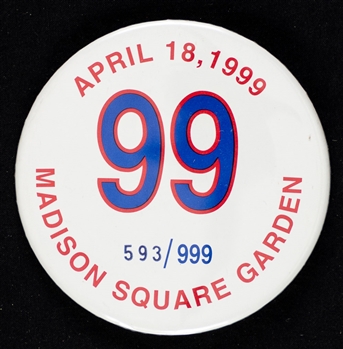 APRIL 18, 1999
99
593/999
MADISON SQUARE GARDEN